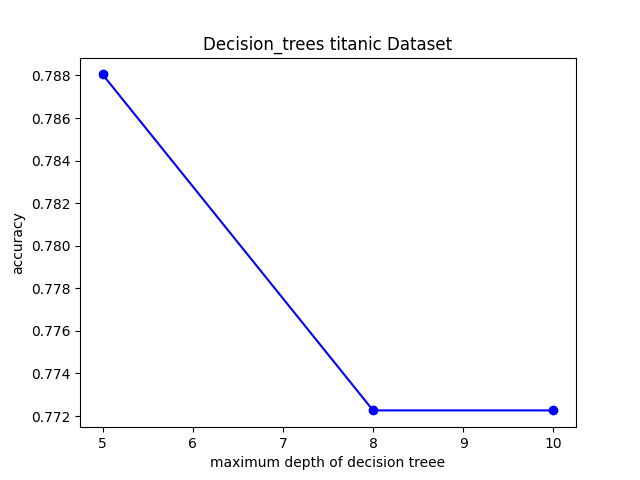 Decision_trees titanic Dataset
0.788
0.786
0.784
0.782
0.780
0.778
0.776
0.774
0.772
accuracy
5 6 7 8 9 10
maximum depth of decision treee